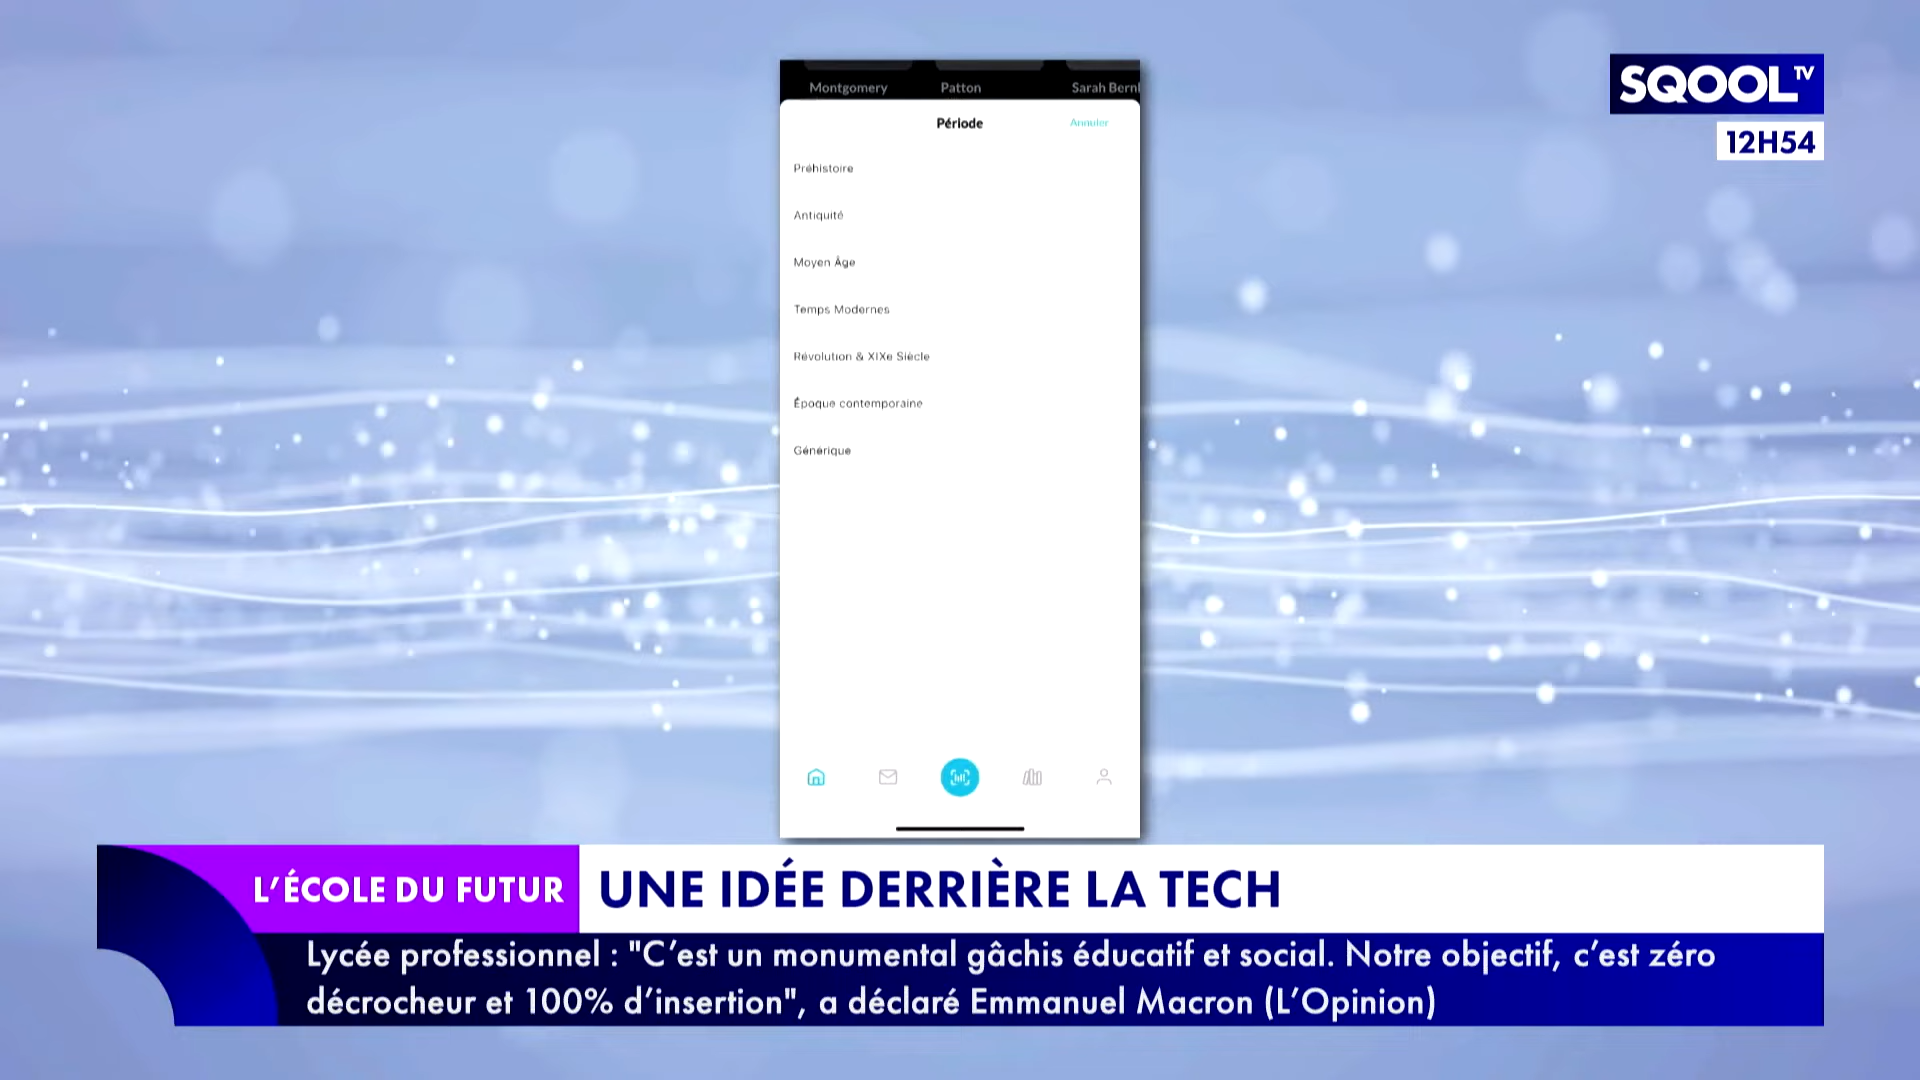 SQOOL TV
12H54
Montgomery Patton Sarah Bern
Période Annuler
Préhistoire
Antiquité
Moyen Âge
Temps Modernes
Révolution & XIXe Siècle
Époque contemporaine
Générique
L'ÉCOLE DU FUTUR UNE IDÉE DERRIÈRE LA TECH
Lycée professionnel : "C'est un monumental gâchis éducatif et social. Notre objectif, c'est zéro
décrocheur et 100% d'insertion", a déclaré Emmanuel Macron (L'Opinion)